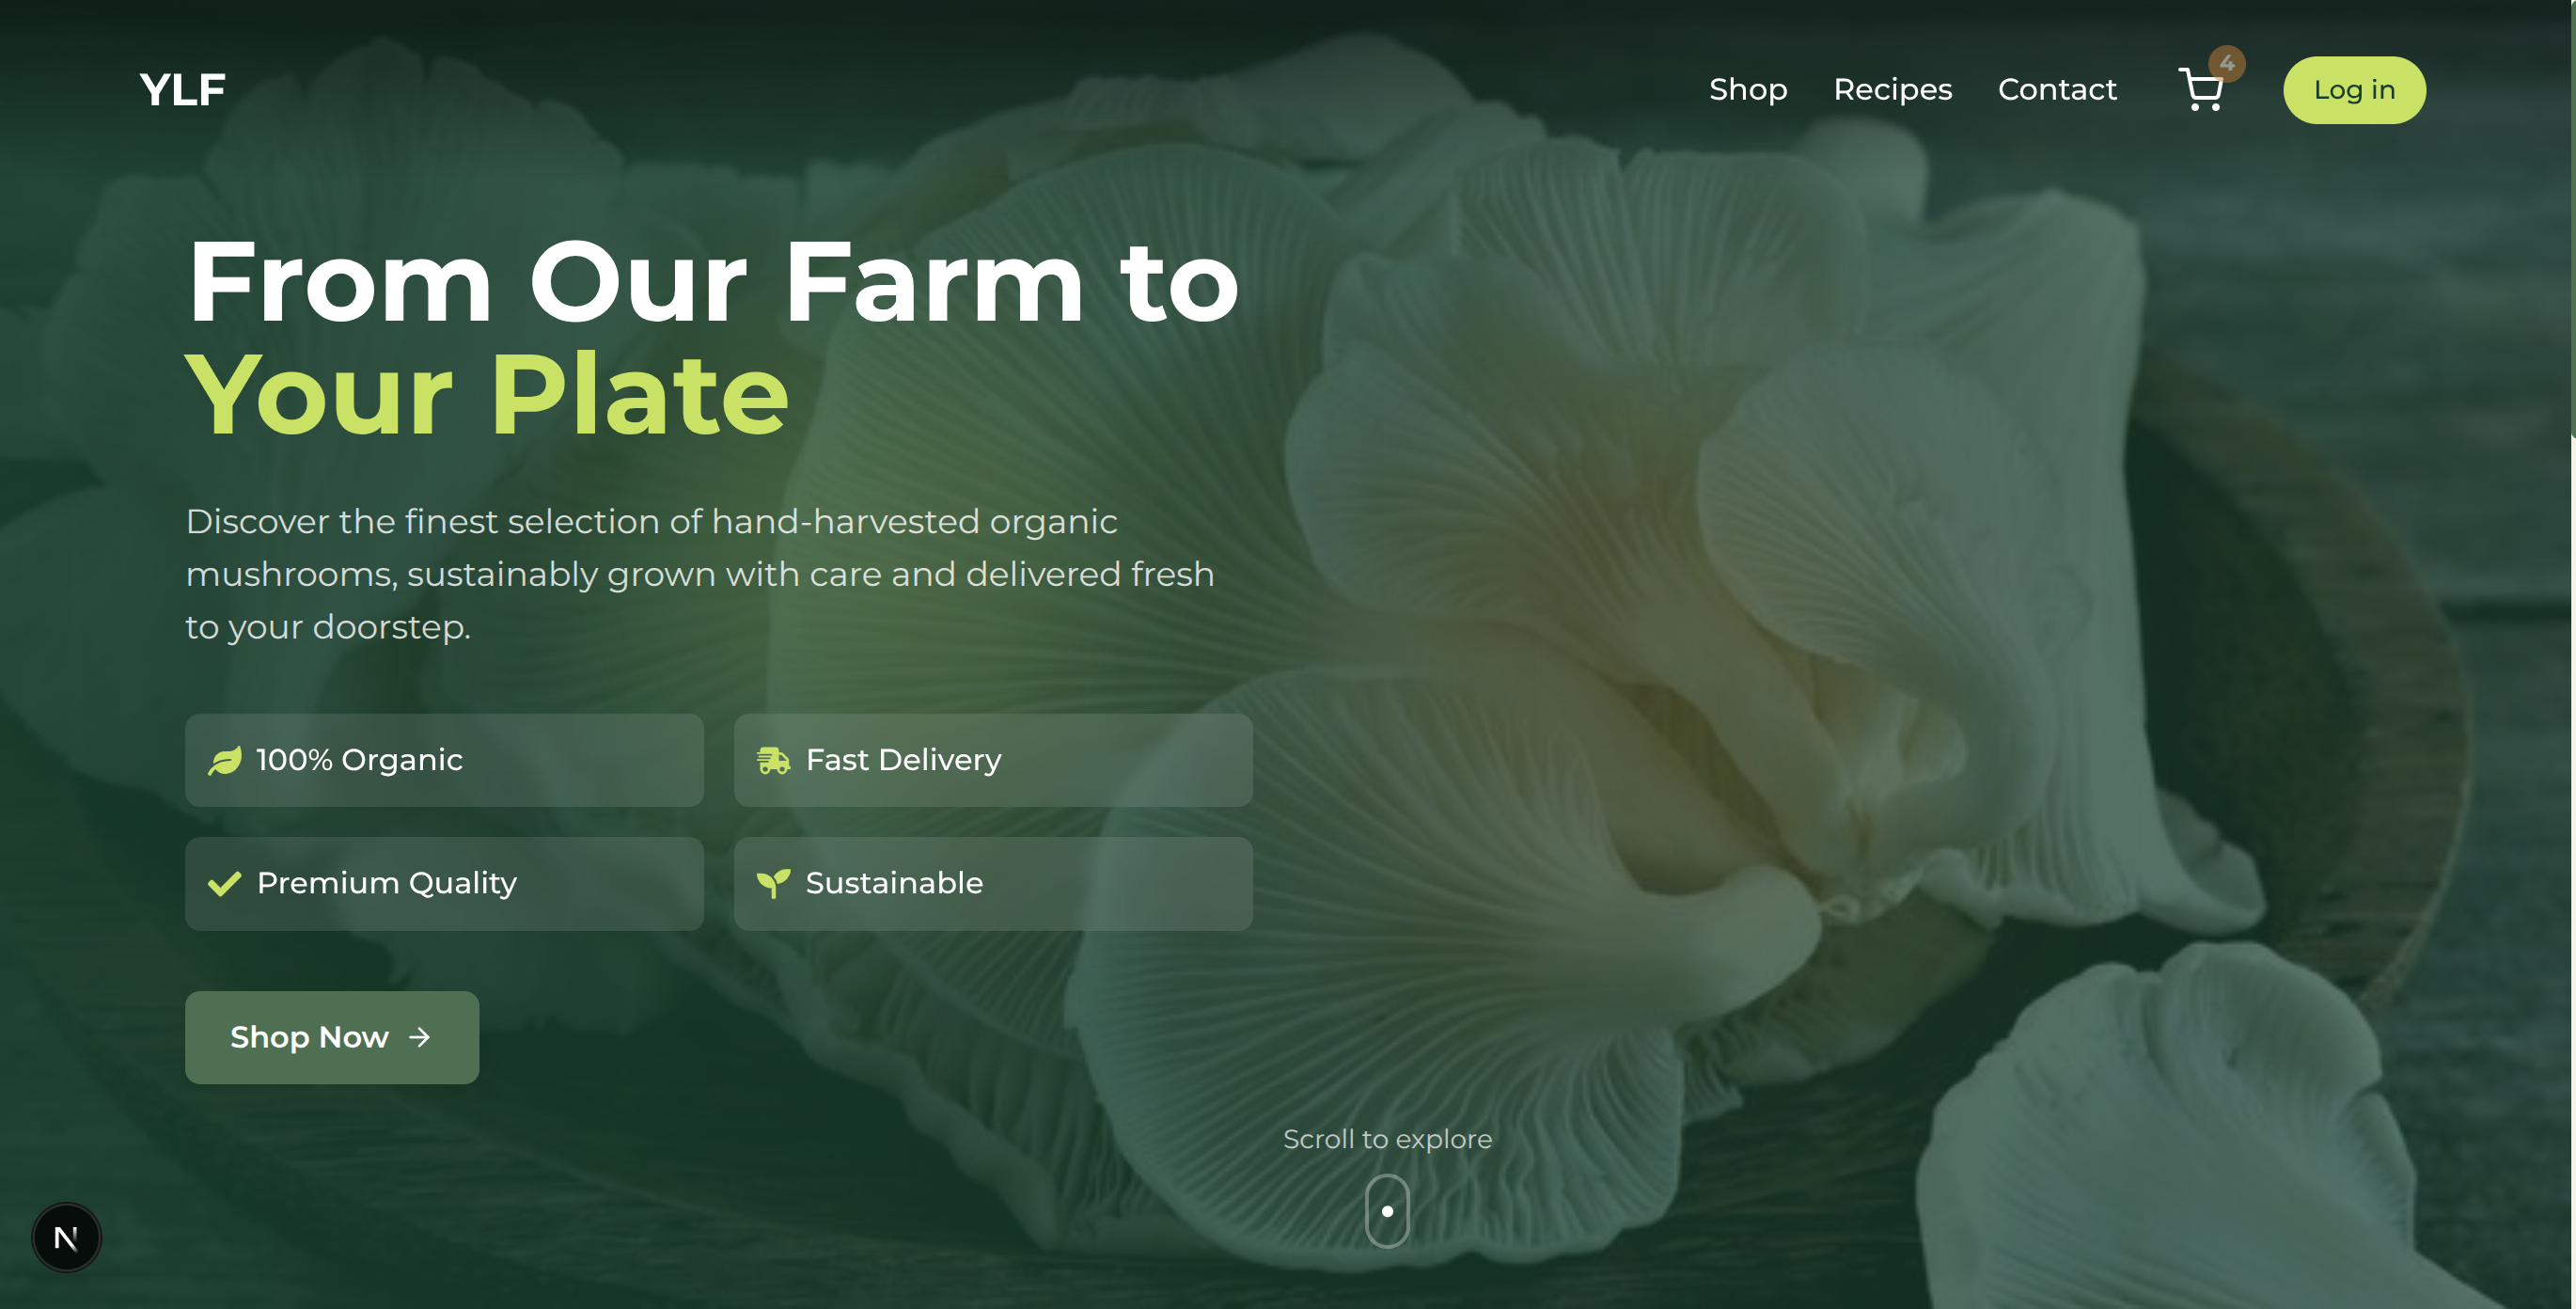 YLF
Shop
Recipes
Contact
4
Log in
From Our Farm to
Your Plate
Discover the finest selection of hand-harvested organic
mushrooms, sustainably grown with care and delivered fresh
to your doorstep.
100% Organic
Fast Delivery
Premium Quality
Sustainable
Shop Now →
Scroll to explore
N